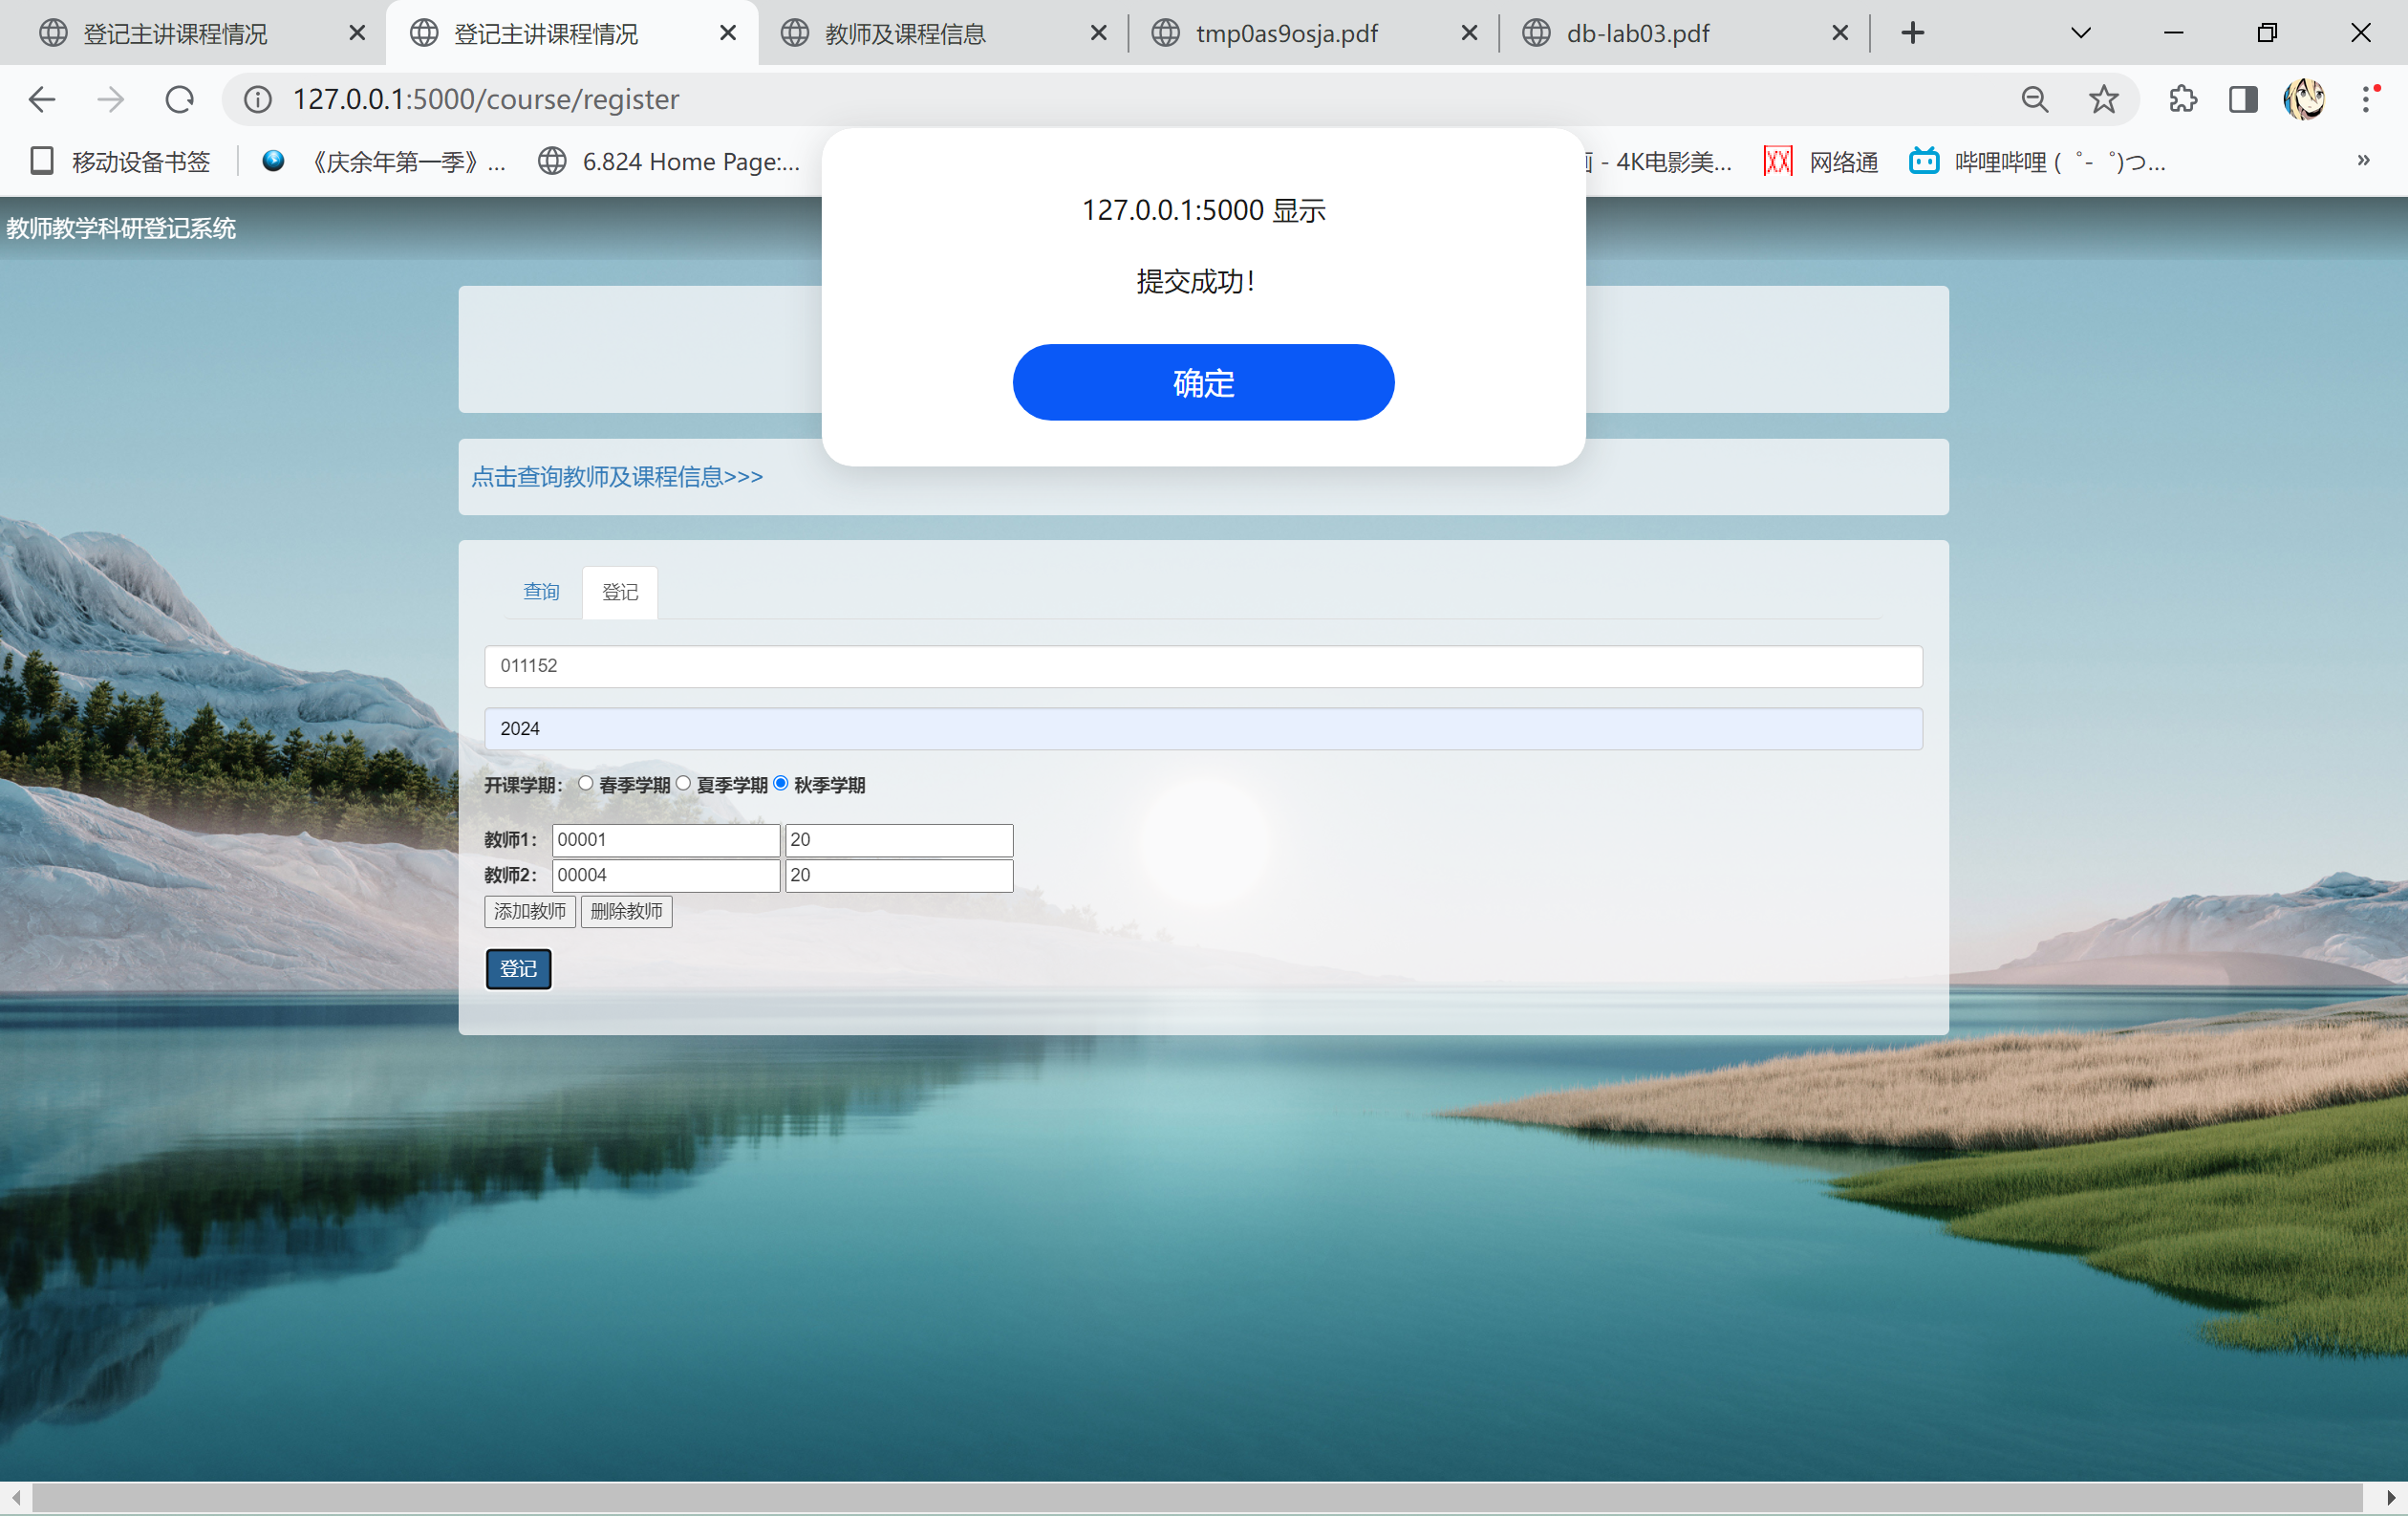 登记主讲课程情况
登记主讲课程情况
教师及课程信息
tmp0as9osja.pdf
db-lab03.pdf
127.0.0.1:5000/course/register
移动设备书签
《庆余年第一季》...
6.824 Home Page:...
- 4K电影美...
网络通
哔哩哔哩 (゜-゜)つ...
»
教师教学科研登记系统
127.0.0.1:5000 显示
提交成功！
确定
点击查询教师及课程信息>>>
查询
登记
011152
2024
开课学期： 春季学期 夏季学期 秋季学期
教师1： 00001 20
教师2： 00004 20
添加教师 删除教师
登记